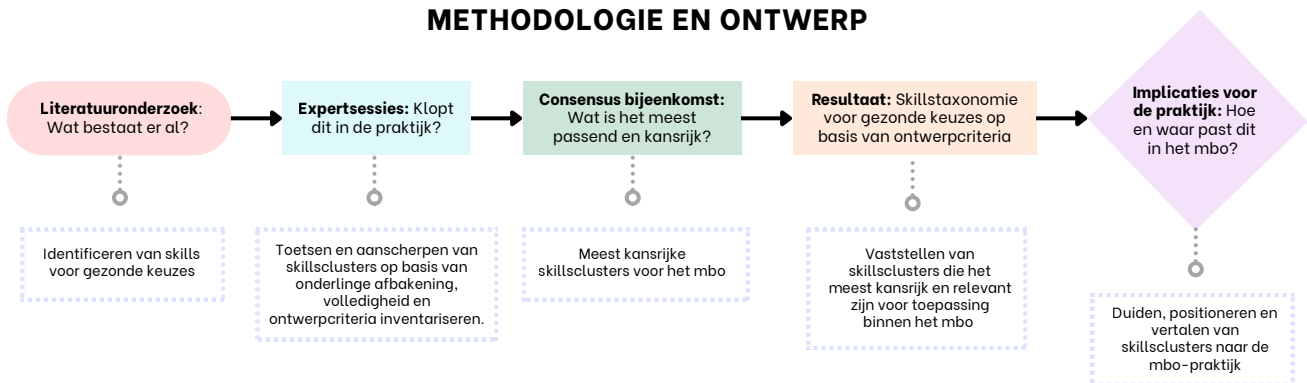 METHODOLOGIE EN ONTWERP
Literatuuronderzoek:
Wat bestaat er al?
Expertsessies: Klopt
dit in de praktijk?
Consensus bijeenkomst:
Wat is het meest
passend en kansrijk?
Resultaat: Skillstaxonomie
voor gezonde keuzes op
basis van ontwerpcriteria
Implicaties voor
de praktijk: Hoe
en waar past dit
in het mbo?
Identificeren van skills
voor gezonde keuzes
Toetsen en aanscherpen van
skillsclusters op basis van
onderlinge afbakening,
volledigheid en
ontwerpcriteria inventariseren.
Meest kansrijke
skillsclusters voor het mbo
Vaststellen van
skillsclusters die het
meest kansrijk en relevant
zijn voor toepassing
binnen het mbo
Duiden, positioneren en
vertalen van
skillsclusters naar de
mbo-praktijk